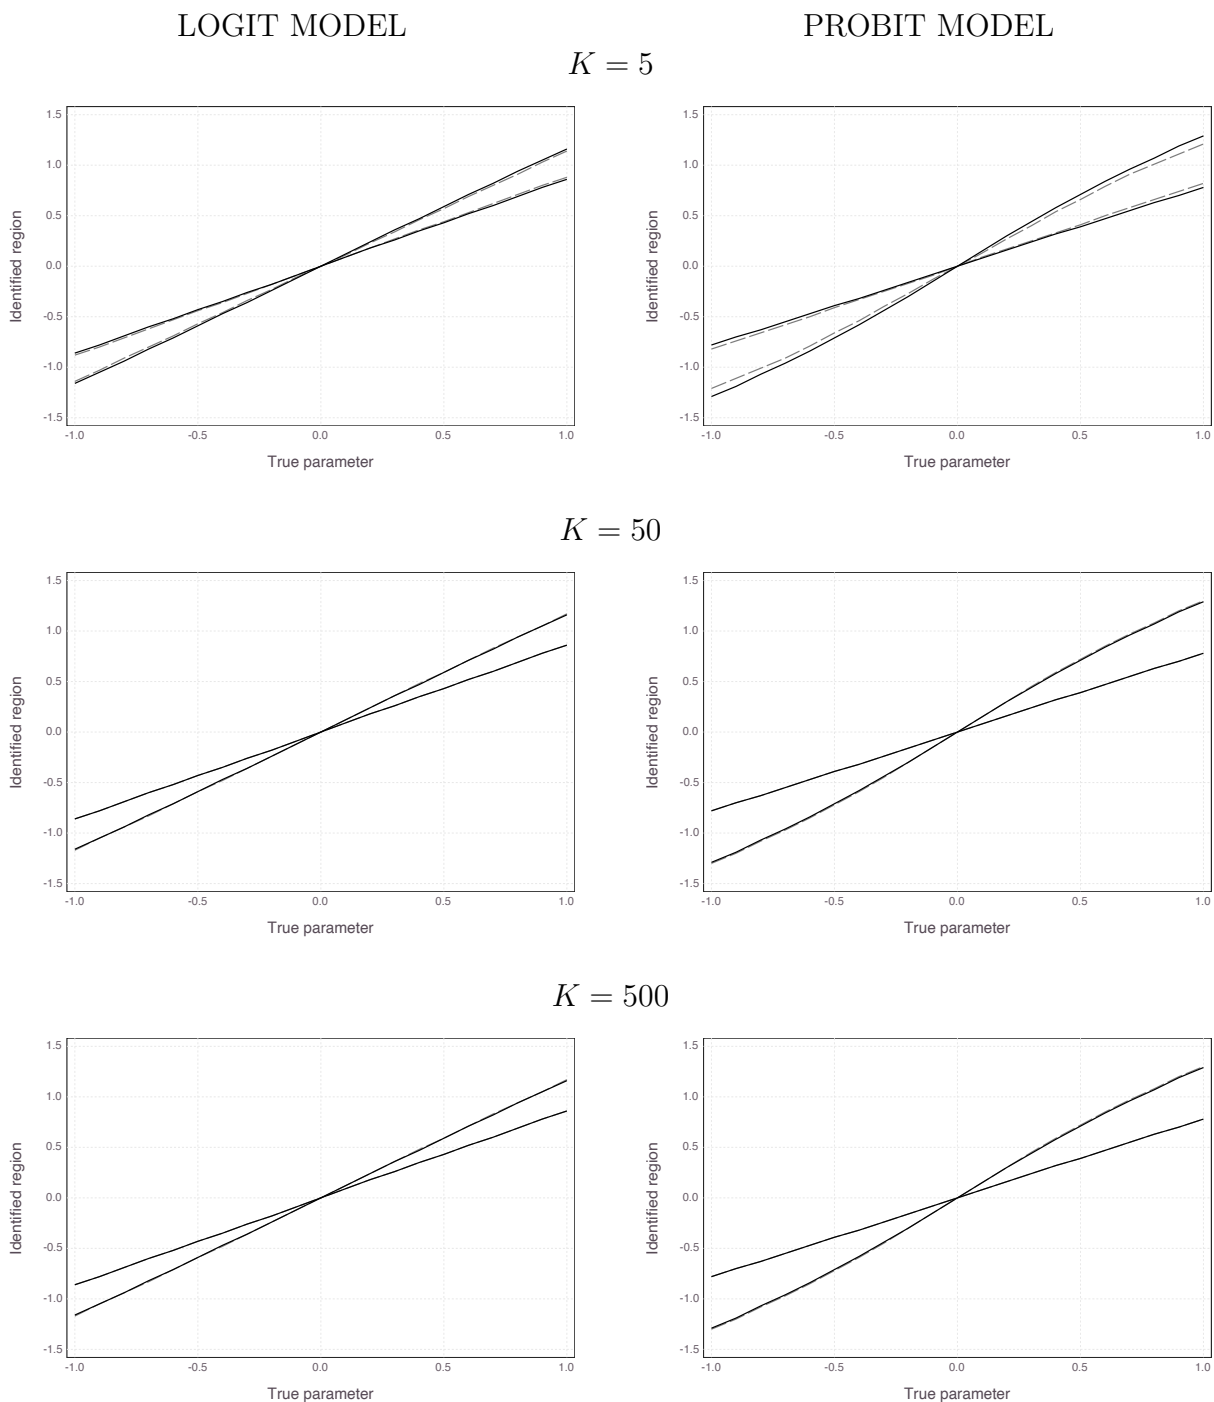 LOGIT MODEL PROBIT MODEL
K = 5
1.5 1.5
1.0 1.0
0.5 0.5
0.0 0.0
-0.5 -0.5
-1.0 -1.0
-1.5 -1.5
Identified region Identified region
-1.0 -0.5 0.0 0.5 1.0 -1.0 -0.5 0.0 0.5 1.0
True parameter True parameter
K = 50
1.5 1.5
1.0 1.0
0.5 0.5
0.0 0.0
-0.5 -0.5
-1.0 -1.0
-1.5 -1.5
Identified region Identified region
-1.0 -0.5 0.0 0.5 1.0 -1.0 -0.5 0.0 0.5 1.0
True parameter True parameter
K = 500
1.5 1.5
1.0 1.0
0.5 0.5
0.0 0.0
-0.5 -0.5
-1.0 -1.0
-1.5 -1.5
Identified region Identified region
-1.0 -0.5 0.0 0.5 1.0 -1.0 -0.5 0.0 0.5 1.0
True parameter True parameter